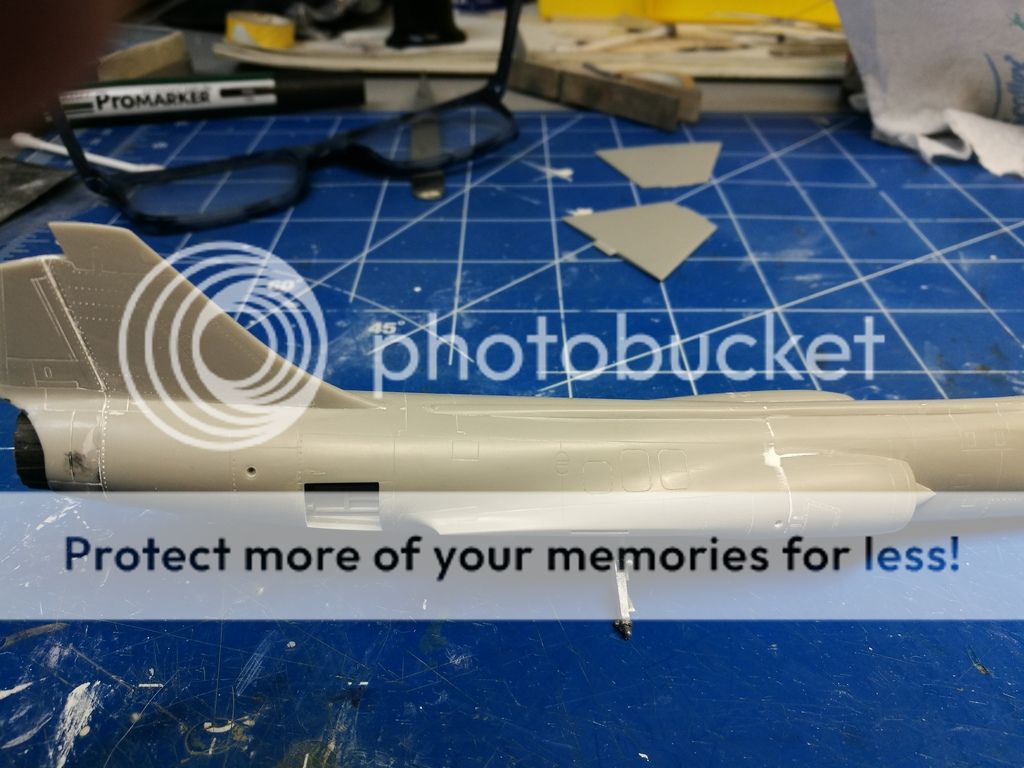 PROMARKER
60°
45°
photobucket
Protect more of your memories for less!